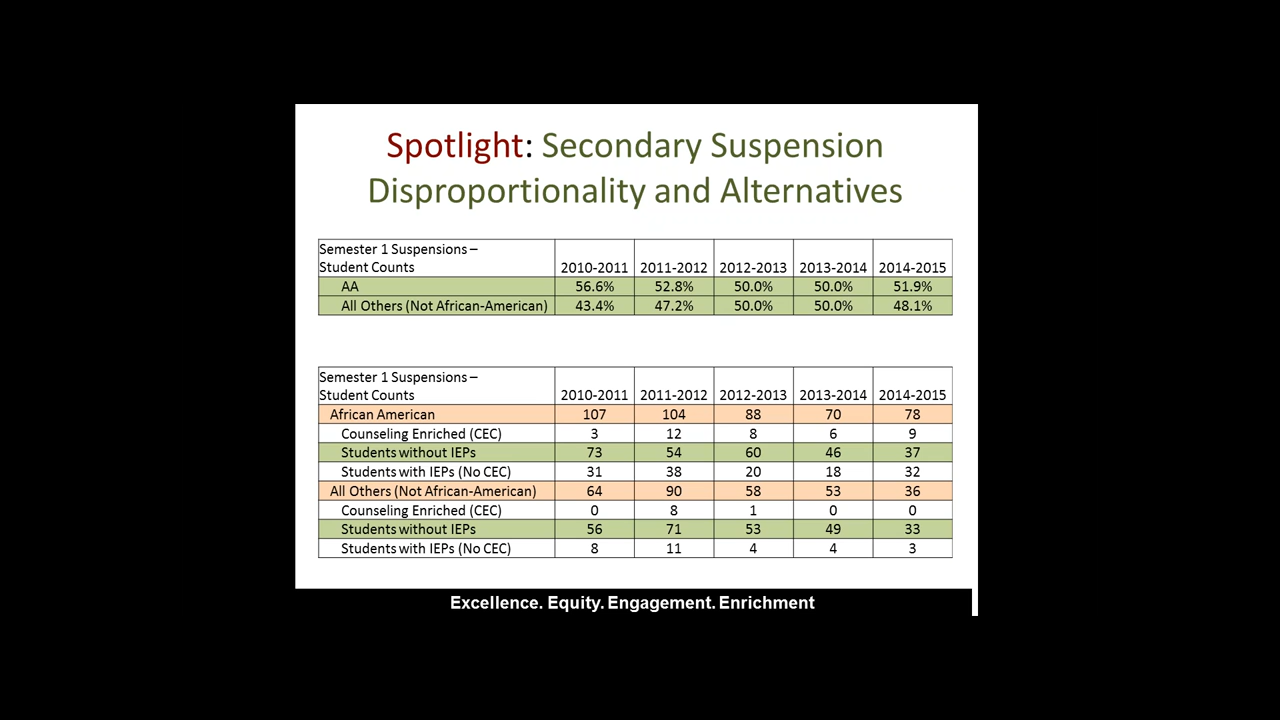 Spotlight: Secondary Suspension
Disproportionality and Alternatives
Semester 1 Suspensions –
Student Counts 2010-2011 2011-2012 2012-2013 2013-2014 2014-2015
AA 56.6% 52.8% 50.0% 50.0% 51.9%
All Others (Not African-American) 43.4% 47.2% 50.0% 50.0% 48.1%
Semester 1 Suspensions –
Student Counts 2010-2011 2011-2012 2012-2013 2013-2014 2014-2015
African American 107 104 88 70 78
Counseling Enriched (CEC) 3 12 8 6 9
Students without IEPs 73 54 60 46 37
Students with IEPs (No CEC) 31 38 20 18 32
All Others (Not African-American) 64 90 58 53 36
Counseling Enriched (CEC) 0 8 1 0 0
Students without IEPs 56 71 53 49 33
Students with IEPs (No CEC) 8 11 4 4 3
Excellence. Equity. Engagement. Enrichment